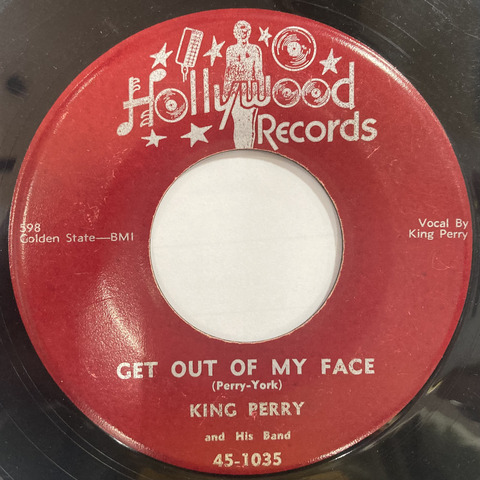 Hollywood
Records
598
Golden State—BMI
Vocal By
King Perry
GET OUT OF MY FACE
(Perry-York)
KING PERRY
and His Band
45-1035